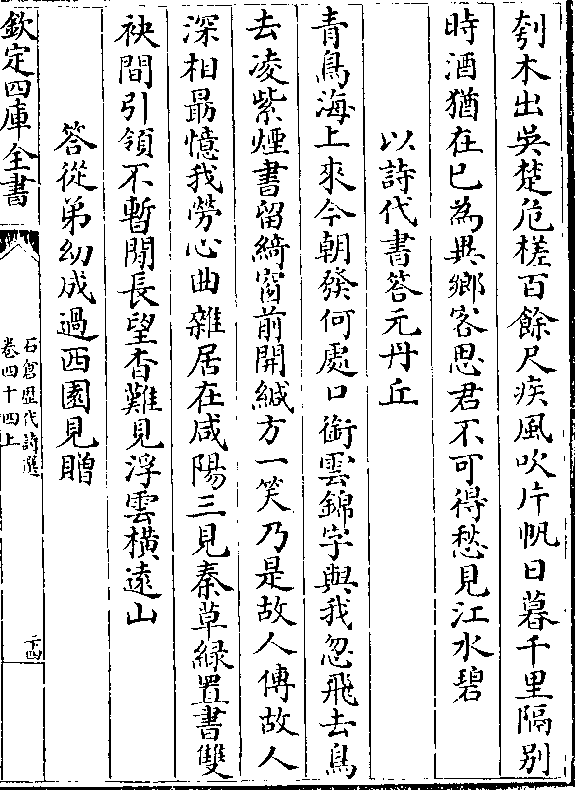 刳木出吳楚危槎百餘尺疾風吹片帆日暮千里隔别
時酒猶在已為異鄉客思君不可得愁見江水碧
以詩代書答元丹丘
青鳥海上來今朝發何處口銜雲錦字與我忽飛去鳥
去凌紫煙書留綺窗前開緘方一笑乃是故人傳故人
深相勗憶我勞心曲離居在咸陽三見秦草緑置書雙
袂間引領不暫閒長望杳難見浮雲橫遠山
答從弟幼成過西園見贈
欽定四庫全書
石倉歴代詩選
卷四十四上
二十四